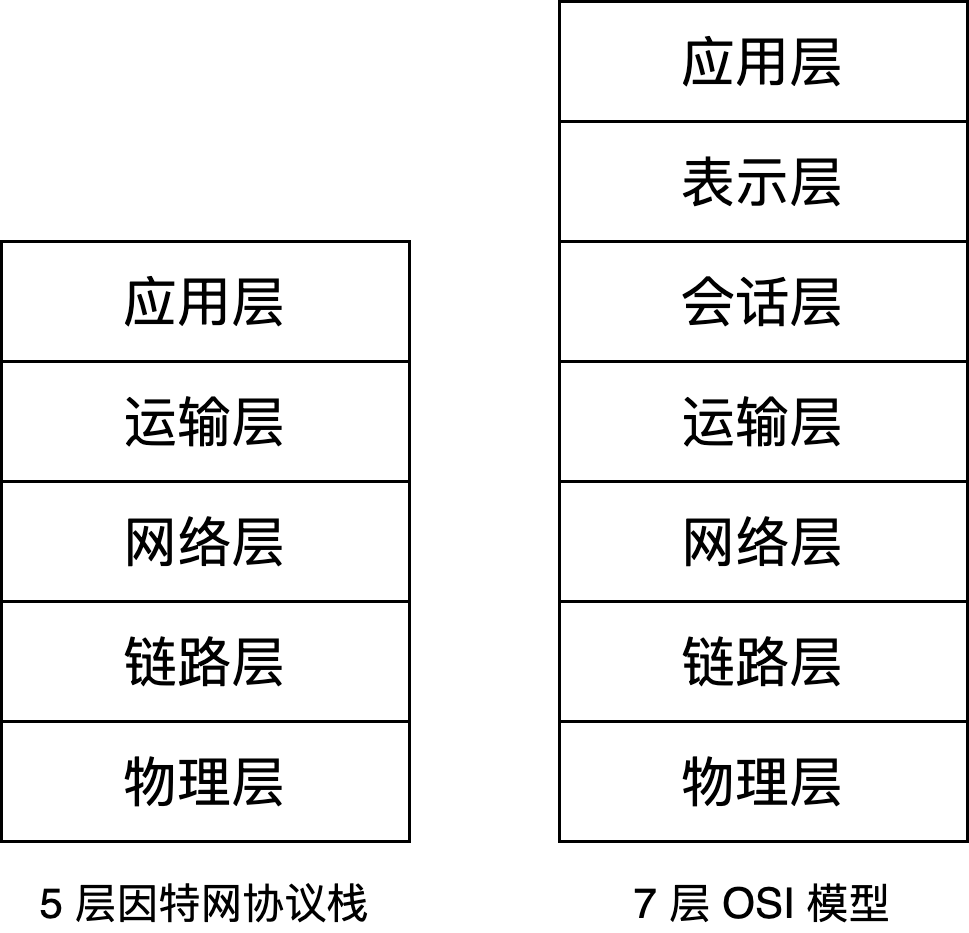 应用层
运输层
网络层
链路层
物理层
5 层因特网协议栈
应用层
表示层
会话层
运输层
网络层
链路层
物理层
7 层 OSI 模型